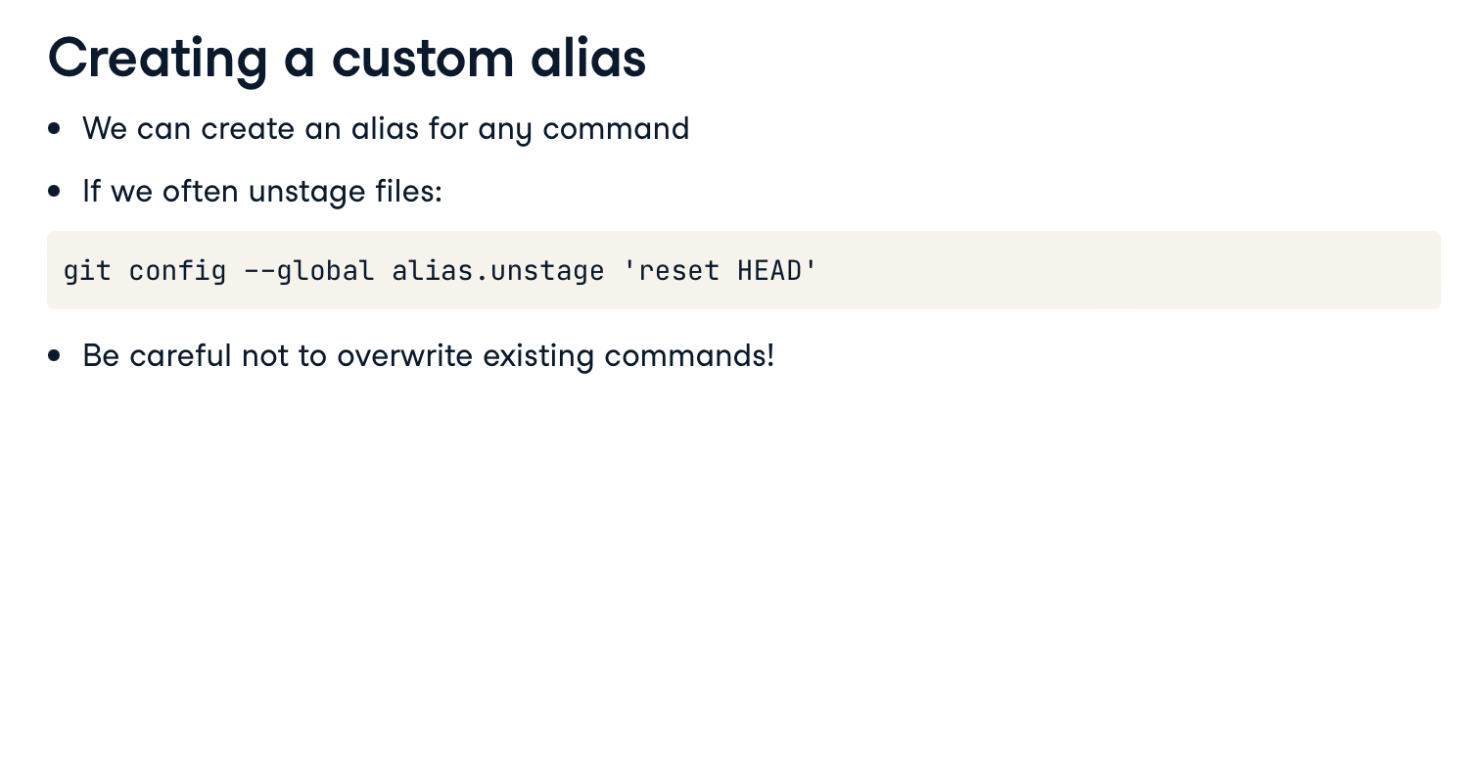 Creating a custom alias
• We can create an alias for any command
• If we often unstage files:
git config --global alias.unstage 'reset HEAD'
• Be careful not to overwrite existing commands!